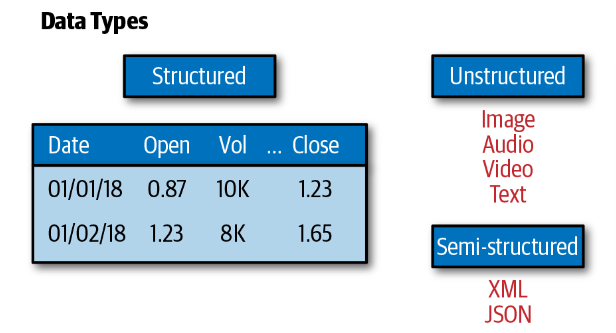 Data Types
Structured
Date Open Vol ... Close
01/01/18 0.87 10K 1.23
01/02/18 1.23 8K 1.65
Unstructured
Image
Audio
Video
Text
Semi-structured
XML
JSON